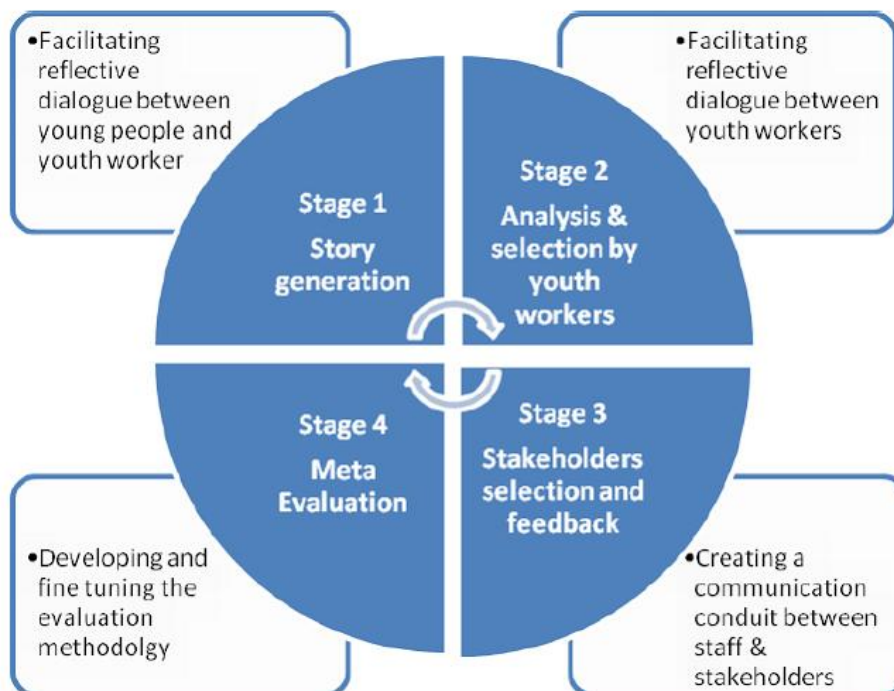 •Facilitating
reflective
dialogue between
young people and
youth worker
•Facilitating
reflective
dialogue between
youth workers
Stage 1
Story
generation
Stage 2
Analysis &
selection by
youth
workers
Stage 4
Meta
Evaluation
Stage 3
Stakeholders
selection and
feedback
•Developing and
fine tuning the
evaluation
methodolgy
•Creating a
communication
conduit between
staff &
stakeholders